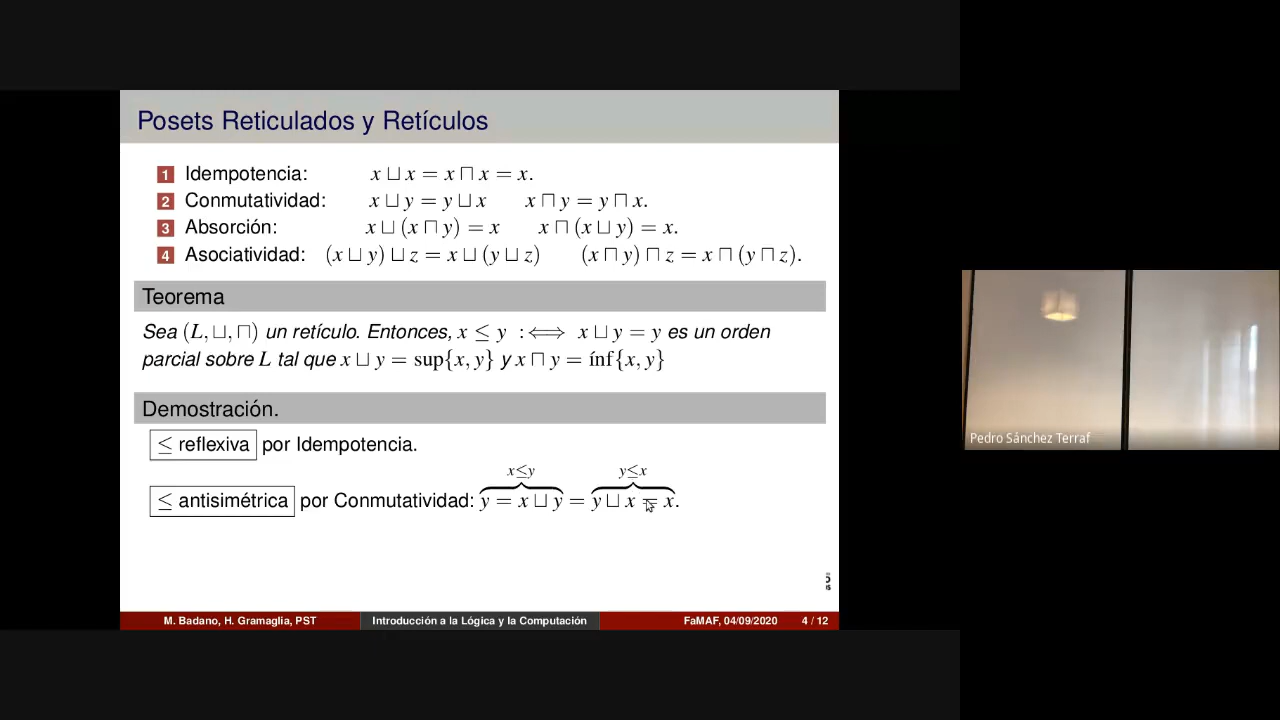 Posets Reticulados y Retículos
1 Idempotencia: x ⊔ x = x ⊓ x = x.
2 Conmutatividad: x ⊔ y = y ⊔ x x ⊓ y = y ⊓ x.
3 Absorción: x ⊔ (x ⊓ y) = x x ⊓ (x ⊔ y) = x.
4 Asociatividad: (x ⊔ y) ⊔ z = x ⊔ (y ⊔ z) (x ⊓ y) ⊓ z = x ⊓ (y ⊓ z).
Teorema
Sea (L, ⊔, ⊓) un retículo. Entonces, x ≤ y :⟺ x ⊔ y = y es un orden
parcial sobre L tal que x ⊔ y = sup{x, y} y x ⊓ y = ínf{x, y}
Demostración.
≤ reflexiva por Idempotencia.
x≤y y≤x
≤ antisimétrica por Conmutatividad: y = x ⊔ y = y ⊔ x = x.
M. Badano, H. Gramaglia, PST Introducción a la Lógica y la Computación FaMAF, 04/09/2020 4 / 12
Pedro Sánchez Terraf